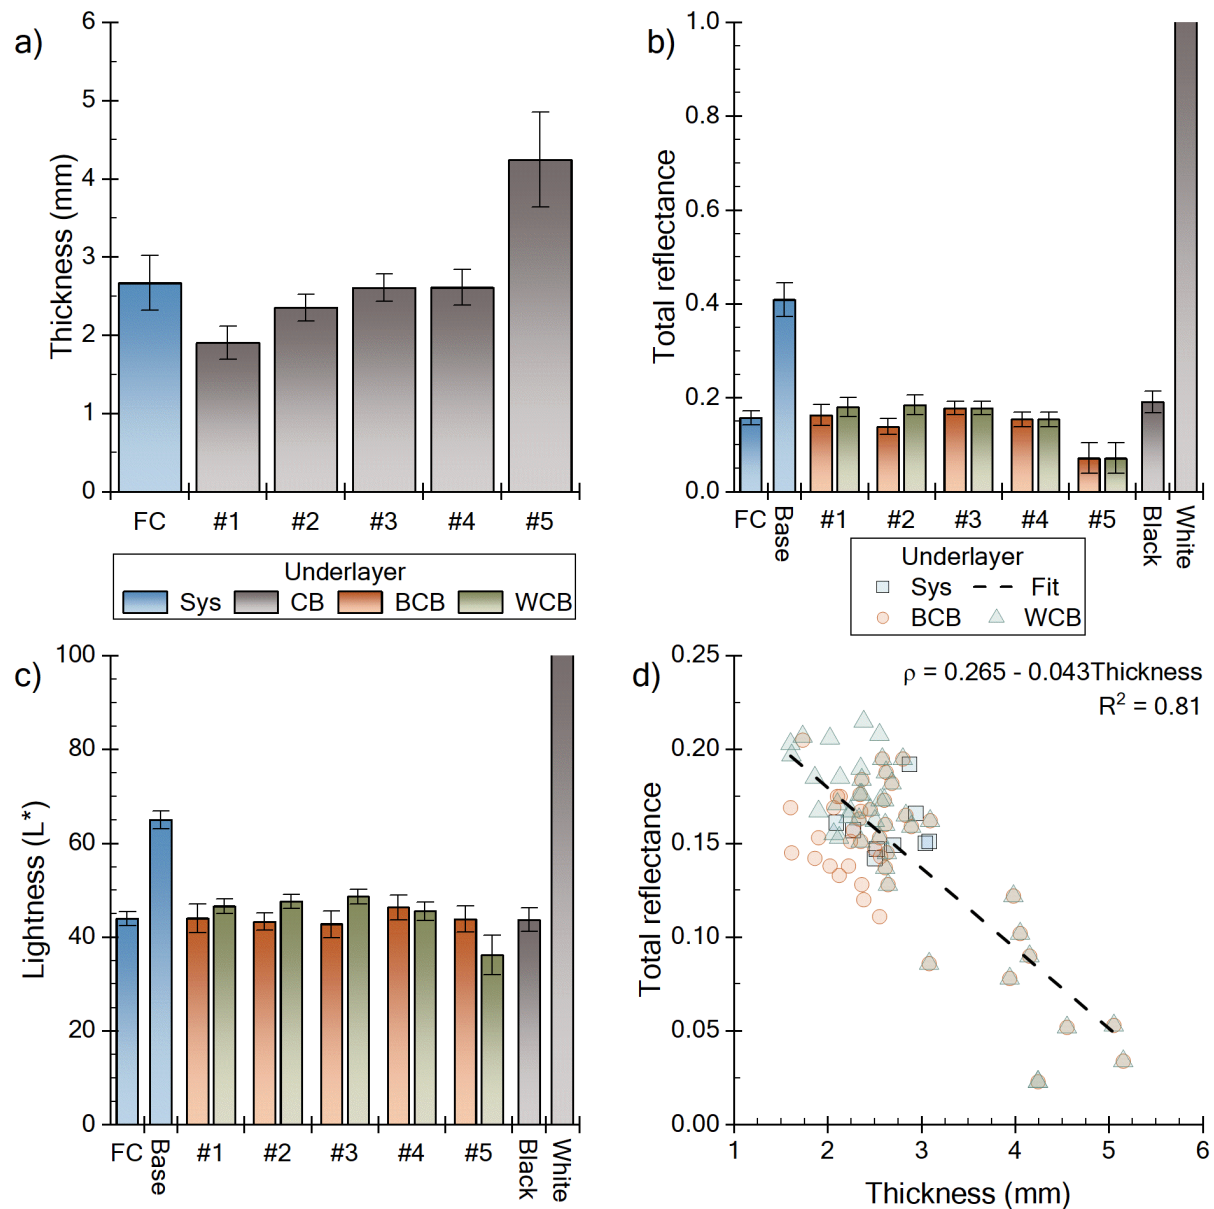 a)
6
5
4
3
2
1
0
Thickness (mm)
FC #1 #2 #3 #4 #5
Underlayer
Sys CB BCB WCB
b)
1.0
0.8
0.6
0.4
0.2
0.0
Total reflectance
FC Base #1 #2 #3 #4 #5 Black White
Underlayer
Sys Fit
BCB WCB
c)
100
80
60
40
20
0
Lightness (L*)
FC Base #1 #2 #3 #4 #5 Black White
d)
ρ = 0.265 - 0.043Thickness
R² = 0.81
0.25
0.20
0.15
0.10
0.05
0.00
Total reflectance
1 2 3 4 5 6
Thickness (mm)